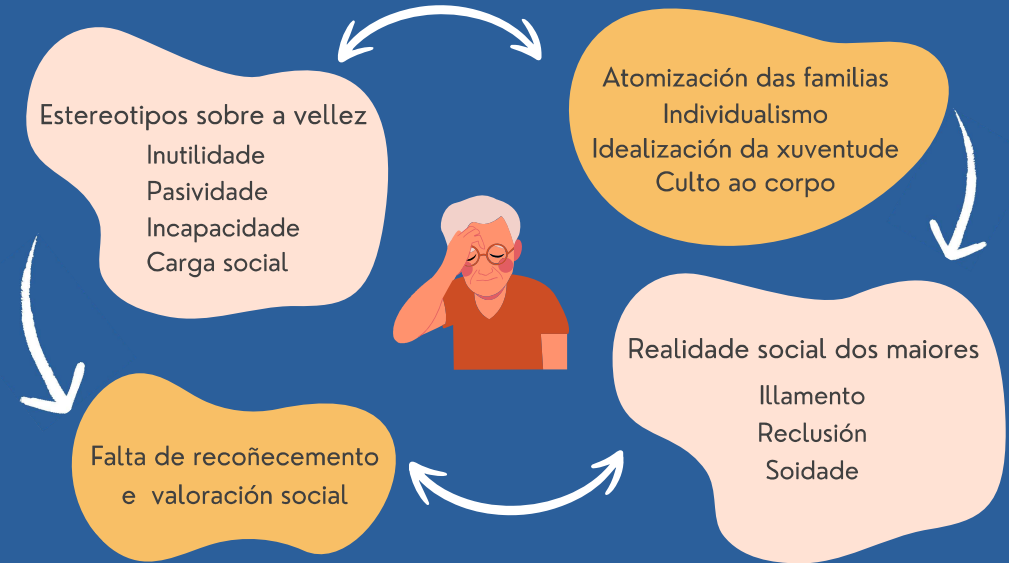 Estereotipos sobre a vellez
Inutilidade
Pasividade
Incapacidade
Carga social
Atomización das familias
Individualismo
Idealización da xuventude
Culto ao corpo
Realidade social dos maiores
Illamento
Reclusión
Soidade
Falta de recoñecemento
e valoración social